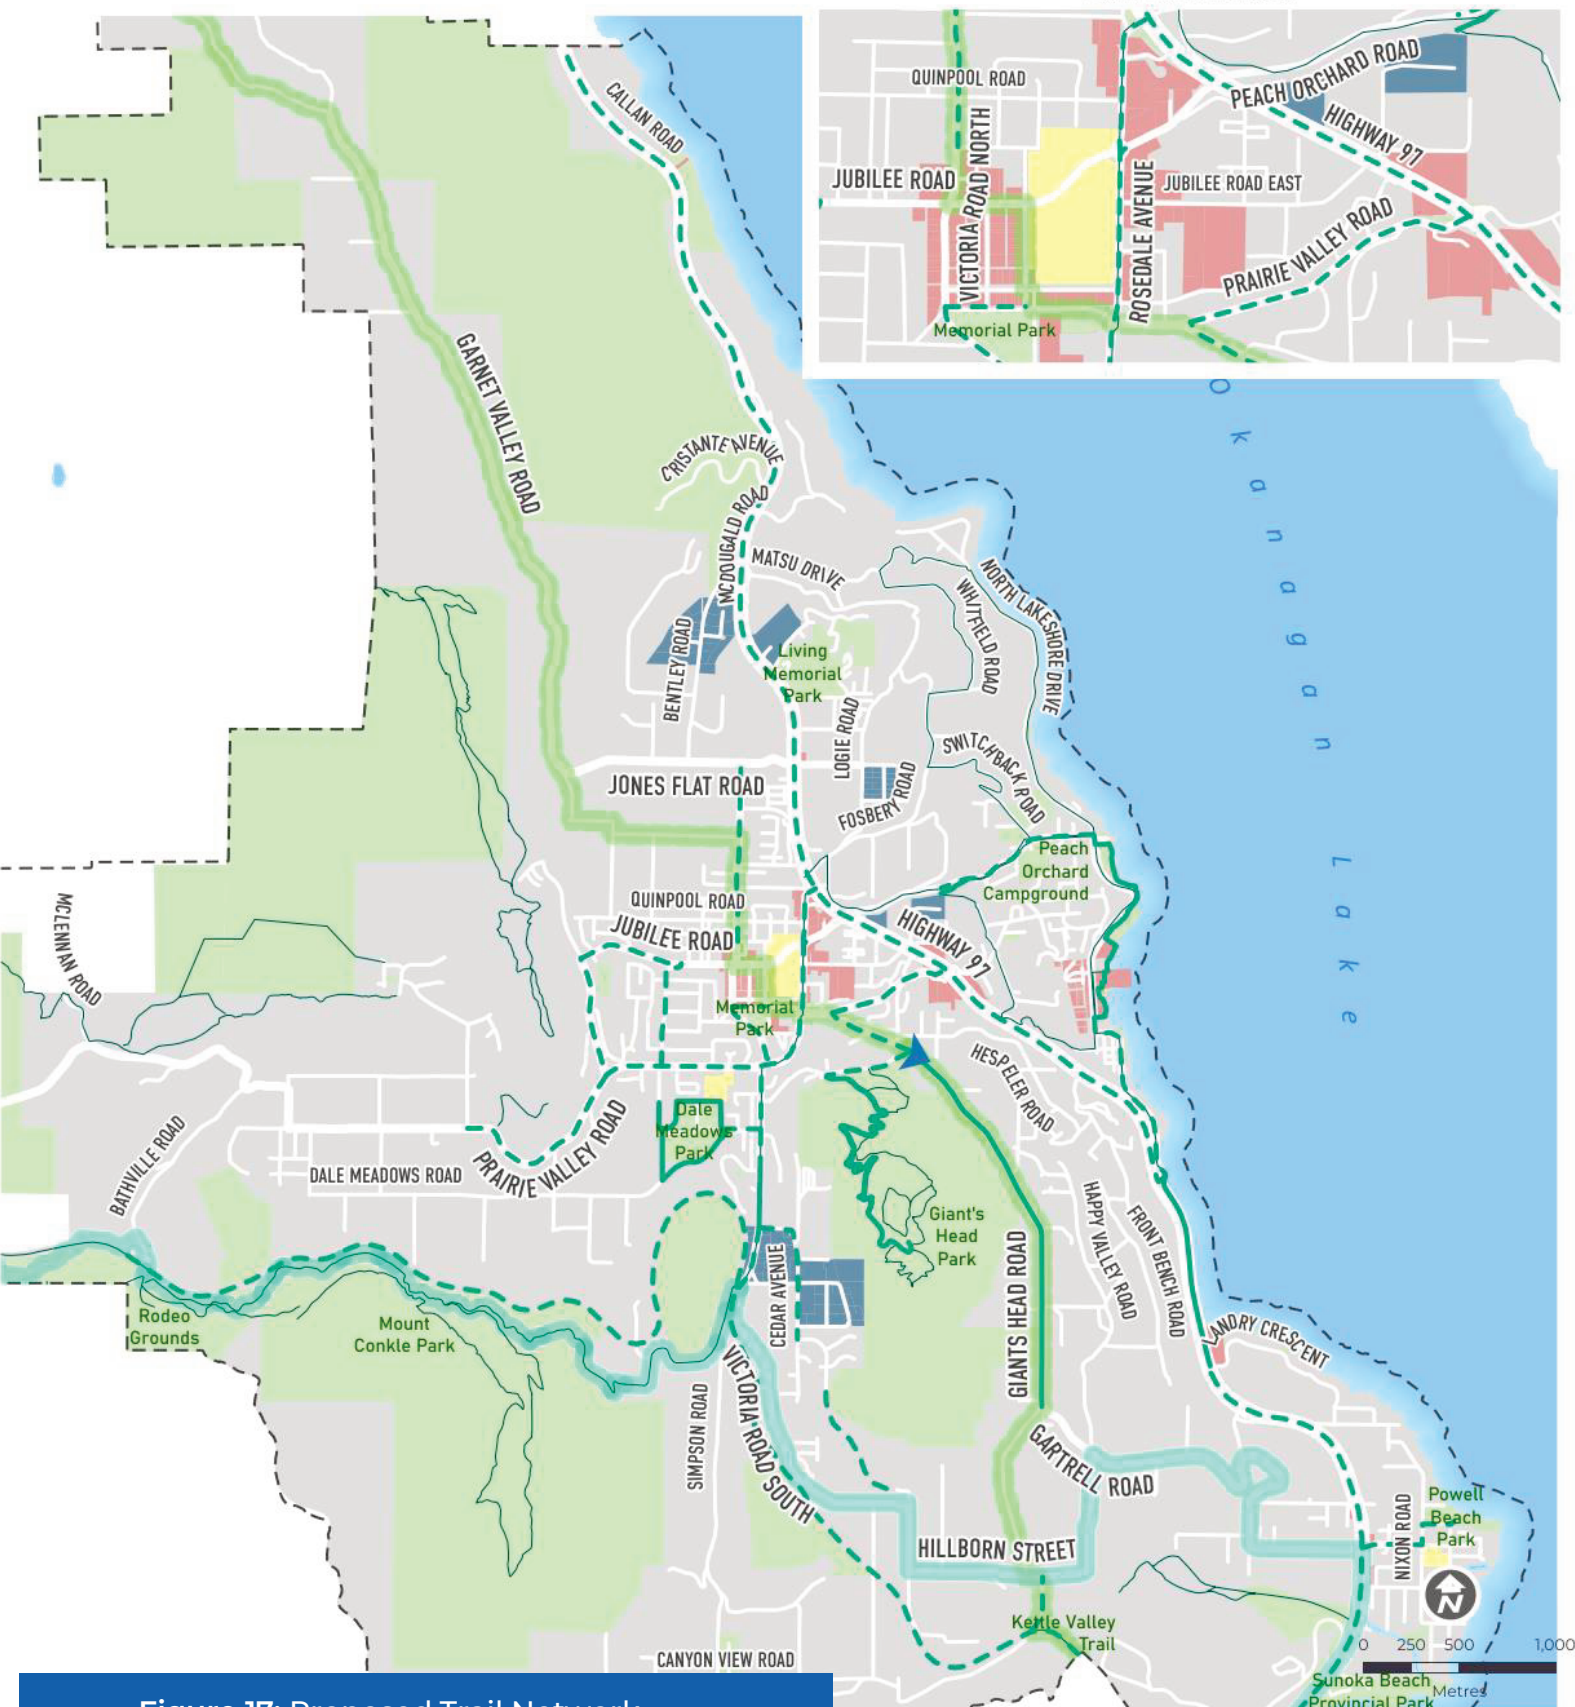 QUINPOOL ROAD
VICTORIA ROAD NORTH
JUBILEE ROAD
PEACH ORCHARD ROAD
HIGHWAY 97
JUBILEE ROAD EAST
ROSEDALE AVENUE
PRAIRIE VALLEY ROAD
Memorial Park
CALLAN ROAD
GARNET VALLEY ROAD
CRISTANTE AVENUE
MCDOUGALD ROAD
MATSU DRIVE
NORTH LAKESHORE DRIVE
WHITFIELD ROAD
Okanagan Lake
BENTLEY ROAD
Living
Memorial
Park
LOGIE ROAD
SWITCHBACK ROAD
JONES FLAT ROAD
FOSBERY ROAD
Peach
Orchard
Campground
QUINPOOL ROAD
JUBILEE ROAD
HIGHWAY 97
MCLENNAN ROAD
Memorial
Park
HESPELER ROAD
Dale
Meadows
Park
PRAIRIE VALLEY ROAD
BATHVILLE ROAD
DALE MEADOWS ROAD
Giant's
Head
Park
HAPPY VALLEY ROAD
FRONT BENCH ROAD
GIANTS HEAD ROAD
CEDAR AVENUE
Rodeo
Grounds
Mount
Conkle Park
LANDRY CRESCENT
SIMPSON ROAD
VICTORIA ROAD SOUTH
GARTRELL ROAD
HILLBORN STREET
NIXON ROAD
Powell
Beach
Park
N
Kettle Valley
Trail
CANYON VIEW ROAD
0 250 500 1,000
Metres
Sunoka Beach
Provincial Park
Figure 17: Proposed Trail Network